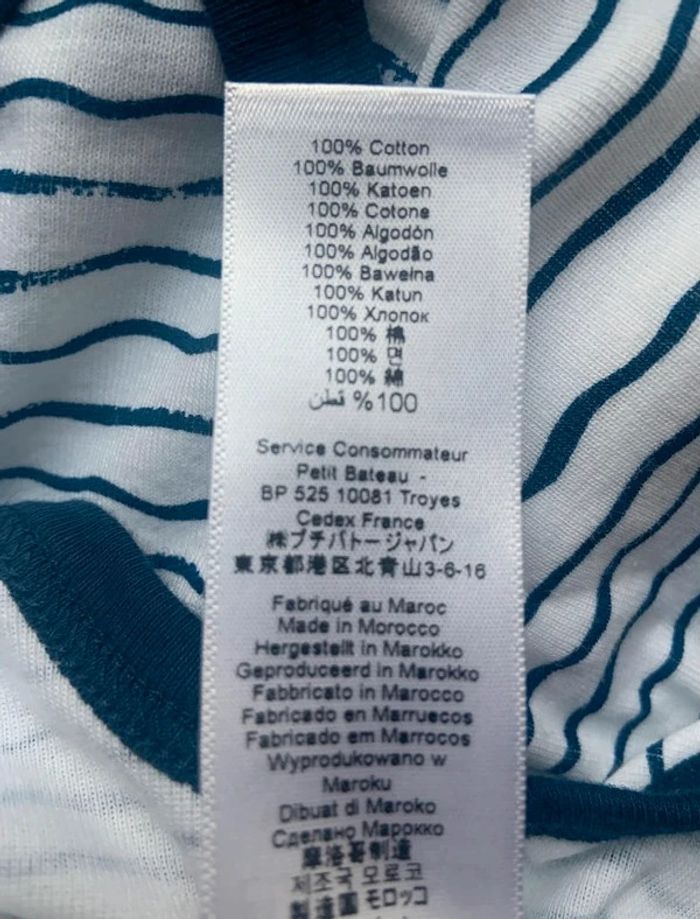 100% Cotton
100% Baumwolle
100% Katoen
100% Cotone
100% Algodón
100% Algodão
100% Bawełna
100% Katun
100% Хлопок
100% 棉
100% 면
100% 綿
100% قطن
Service Consommateur
Petit Bateau -
BP 525 10081 Troyes
Cedex France
㈱プチバトージャパン
東京都港区北青山3-6-16
Fabriqué au Maroc
Made in Morocco
Hergestellt in Marokko
Geproduceerd in Marokko
Fabbricato in Marocco
Fabricado en Marruecos
Fabricado em Marrocos
Wyprodukowano w
Maroku
Dibuat di Maroko
Сделано Марокко
摩洛哥制造
제조국 모로코
製造国 モロッコ